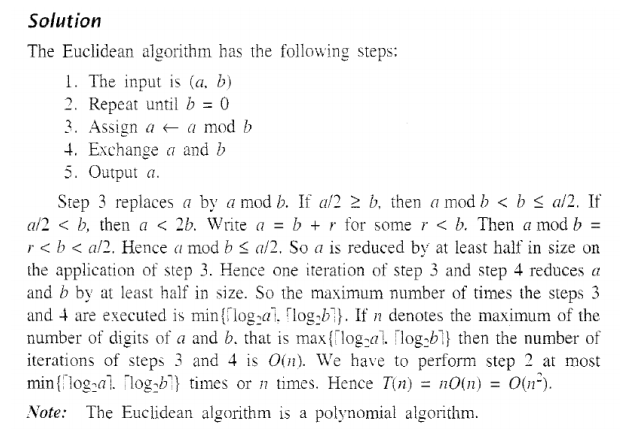 Solution
The Euclidean algorithm has the following steps:
1. The input is (a, b)
2. Repeat until b = 0
3. Assign a ← a mod b
4. Exchange a and b
5. Output a.
Step 3 replaces a by a mod b. If a/2 ≥ b, then a mod b < b ≤ a/2. If
a/2 < b, then a < 2b. Write a = b + r for some r < b. Then a mod b =
r < b < a/2. Hence a mod b ≤ a/2. So a is reduced by at least half in size on
the application of step 3. Hence one iteration of step 3 and step 4 reduces a
and b by at least half in size. So the maximum number of times the steps 3
and 4 are executed is min{⌈log₂a⌉, ⌈log₂b⌉}. If n denotes the maximum of the
number of digits of a and b, that is max{⌈log₂a⌉, ⌈log₂b⌉} then the number of
iterations of steps 3 and 4 is O(n). We have to perform step 2 at most
min{⌈log₂a⌉, ⌈log₂b⌉} times or n times. Hence T(n) = nO(n) = O(n²).
Note: The Euclidean algorithm is a polynomial algorithm.